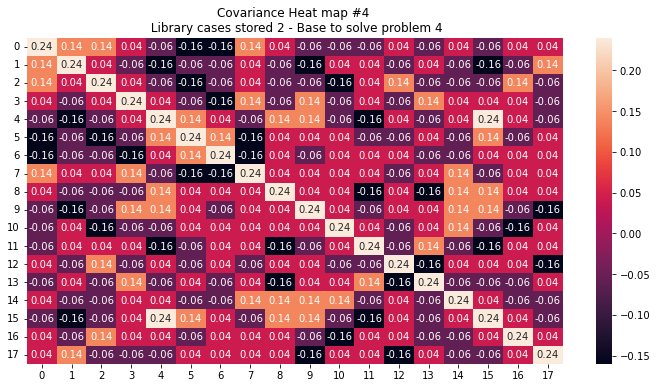 Covariance Heat map #4
Library cases stored 2 - Base to solve problem 4
0 0.24 0.14 0.14 0.04 -0.06 -0.16 -0.16 0.14 0.04 -0.06 -0.06 -0.06 0.04 -0.06 0.04 -0.06 0.04 0.04
1 0.14 0.24 0.04 -0.06 -0.16 -0.06 -0.06 0.04 -0.06 -0.16 0.04 0.04 -0.06 0.04 -0.06 -0.16 -0.06 0.14
2 0.14 0.04 0.24 0.04 -0.06 -0.16 -0.06 0.04 -0.06 -0.06 -0.16 0.04 0.14 -0.06 -0.06 -0.06 0.14 -0.06
3 0.04 -0.06 0.04 0.24 0.04 -0.06 -0.16 0.14 -0.06 0.14 -0.06 0.04 -0.06 0.14 0.04 0.04 0.04 -0.06
4 -0.06 -0.16 -0.06 0.04 0.24 0.14 0.04 -0.06 0.14 0.14 -0.06 -0.16 0.04 -0.06 0.04 0.24 0.04 -0.06
5 -0.16 -0.06 -0.16 -0.06 0.14 0.24 0.14 -0.16 0.04 0.04 0.04 -0.06 -0.06 0.04 -0.06 0.14 -0.06 0.04
6 -0.16 -0.06 -0.06 -0.16 0.04 0.14 0.24 -0.16 0.04 -0.06 0.04 0.04 0.04 -0.06 -0.06 0.04 0.04 0.04
7 0.14 0.04 0.04 0.14 -0.06 -0.16 -0.16 0.24 0.04 0.04 0.04 0.04 -0.06 0.04 0.14 -0.06 0.04 0.04
8 0.04 -0.06 -0.06 -0.06 0.14 0.04 0.04 0.04 0.24 0.04 0.04 -0.16 0.04 -0.16 0.14 0.14 0.04 0.04
9 -0.06 -0.16 -0.06 0.14 0.14 0.04 -0.06 0.04 0.04 0.24 0.04 -0.06 0.04 0.04 0.14 0.14 -0.06 -0.16
10 -0.06 0.04 -0.16 -0.06 -0.06 0.04 0.04 0.04 0.04 0.04 0.24 0.04 -0.06 0.04 0.14 -0.06 -0.16 0.04
11 -0.06 0.04 0.04 0.04 -0.16 -0.06 0.04 0.04 -0.16 -0.06 0.04 0.24 -0.06 0.14 -0.06 -0.16 0.04 0.04
12 0.04 -0.06 0.14 -0.06 0.04 -0.06 0.04 -0.06 0.04 0.04 -0.06 -0.06 0.24 -0.16 0.04 0.04 0.04 -0.16
13 -0.06 0.04 -0.06 0.14 -0.06 0.04 -0.06 0.04 -0.16 0.04 0.04 0.14 -0.16 0.24 -0.06 -0.06 0.04 0.04
14 0.04 -0.06 -0.06 0.04 0.04 -0.06 -0.06 0.14 0.14 0.14 0.14 -0.06 0.04 -0.06 0.24 0.04 -0.06 -0.06
15 -0.06 -0.16 -0.06 0.04 0.24 0.14 0.04 -0.06 0.14 0.14 -0.06 -0.16 0.04 -0.06 0.04 0.24 0.04 -0.06
16 0.04 -0.06 0.14 0.04 0.04 -0.06 0.04 0.04 0.04 -0.06 -0.16 0.04 0.04 0.04 -0.06 0.04 0.24 0.04
17 0.04 0.14 -0.06 -0.06 -0.06 0.04 0.04 0.04 0.04 -0.16 0.04 0.04 -0.16 0.04 -0.06 -0.06 0.04 0.24
0 1 2 3 4 5 6 7 8 9 10 11 12 13 14 15 16 17
0.20
0.15
0.10
0.05
0.00
−0.05
−0.10
−0.15